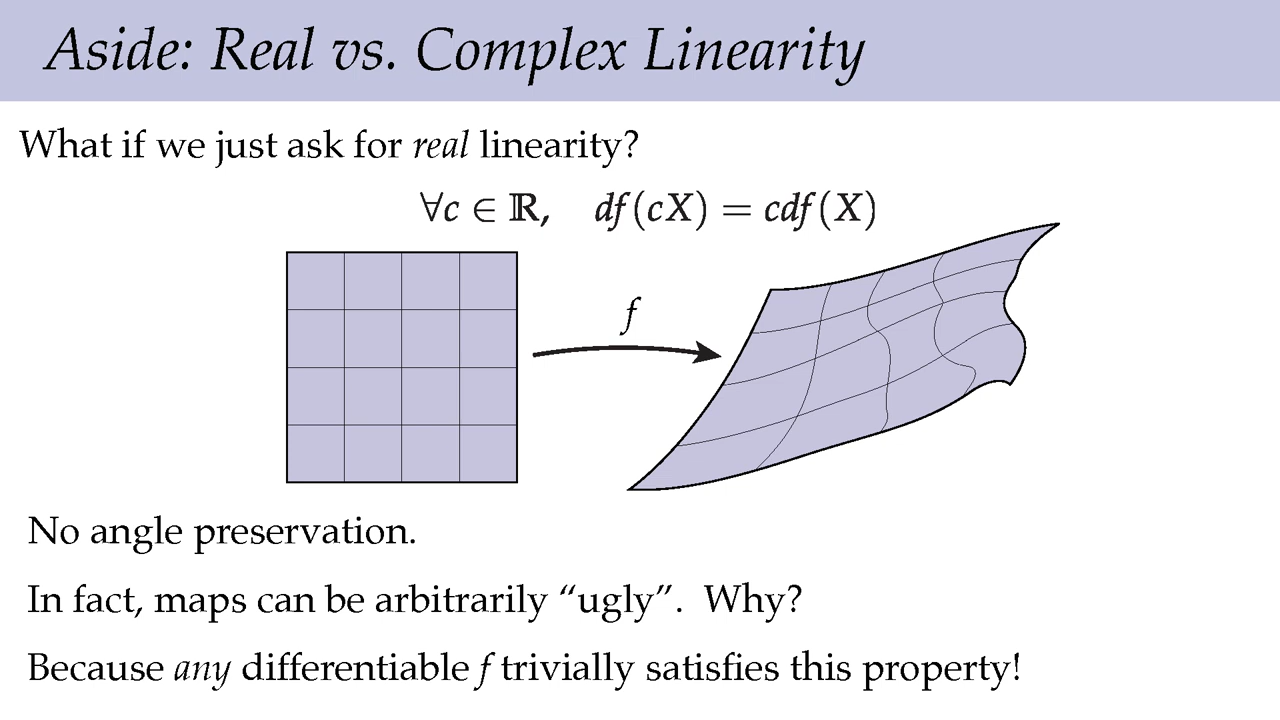 Aside: Real vs. Complex Linearity
What if we just ask for real linearity?
∀c ∈ ℝ, df(cX) = cdf(X)
f
No angle preservation.
In fact, maps can be arbitrarily “ugly”. Why?
Because any differentiable f trivially satisfies this property!